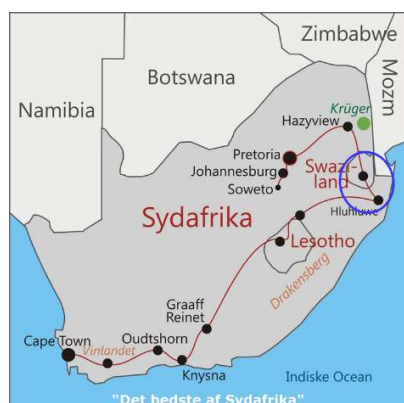 Zimbabwe
Botswana
Mozm
Namibia
Krüger
Hazyview
Pretoria
Johannesburg
Soweto
Swazi-
land
Hluhluwe
Sydafrika
Lesotho
Drakensberg
Graaff
Reinet
Cape Town
Vinlandet
Oudtshorn
Knysna
Indiske Ocean
"Det bedste af Sydafrika"